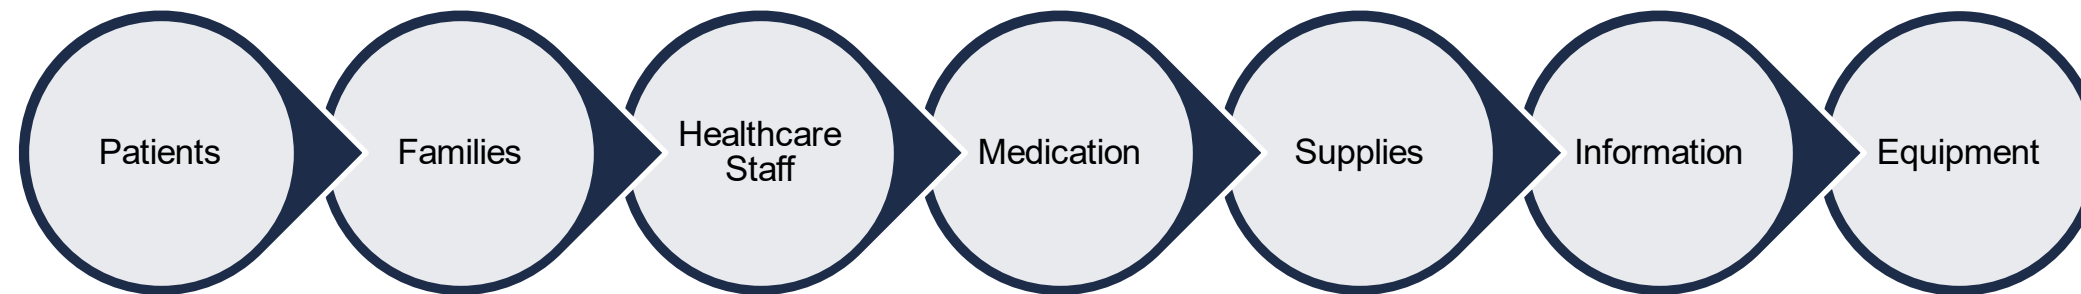 Patients
Families
Healthcare
Staff
Medication
Supplies
Information
Equipment